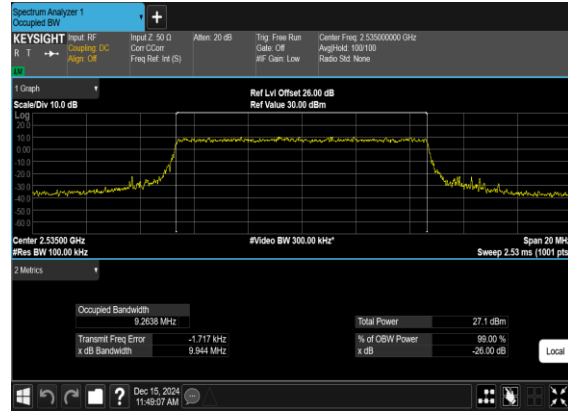 Spectrum Analyzer 1
Occupied BW
+
KEYSIGHT
R T
LXI
Input: RF
Coupling: DC
Align: Off
Input Z: 50 Ω
Corr CCorr
Freq Ref: Int (S)
Atten: 20 dB
Trig: Free Run
Gate: Off
#IF Gain: Low
Center Freq: 2.535000000 GHz
Avg|Hold: 100/100
Radio Std: None
1 Graph
Scale/Div 10.0 dB
Ref Lvl Offset 26.00 dB
Ref Value 30.00 dBm
Log
20.0
10.0
0.00
-10.0
-20.0
-30.0
-40.0
-50.0
-60.0
Center 2.53500 GHz
#Res BW 100.00 kHz
#Video BW 300.00 kHz*
Span 20 MHz
Sweep 2.53 ms (1001 pts)
2 Metrics
Occupied Bandwidth
9.2638 MHz
Transmit Freq Error -1.717 kHz
x dB Bandwidth 9.944 MHz
Total Power 27.1 dBm
% of OBW Power 99.00 %
x dB -26.00 dB
Local
?
Dec 15, 2024
11:49:07 AM